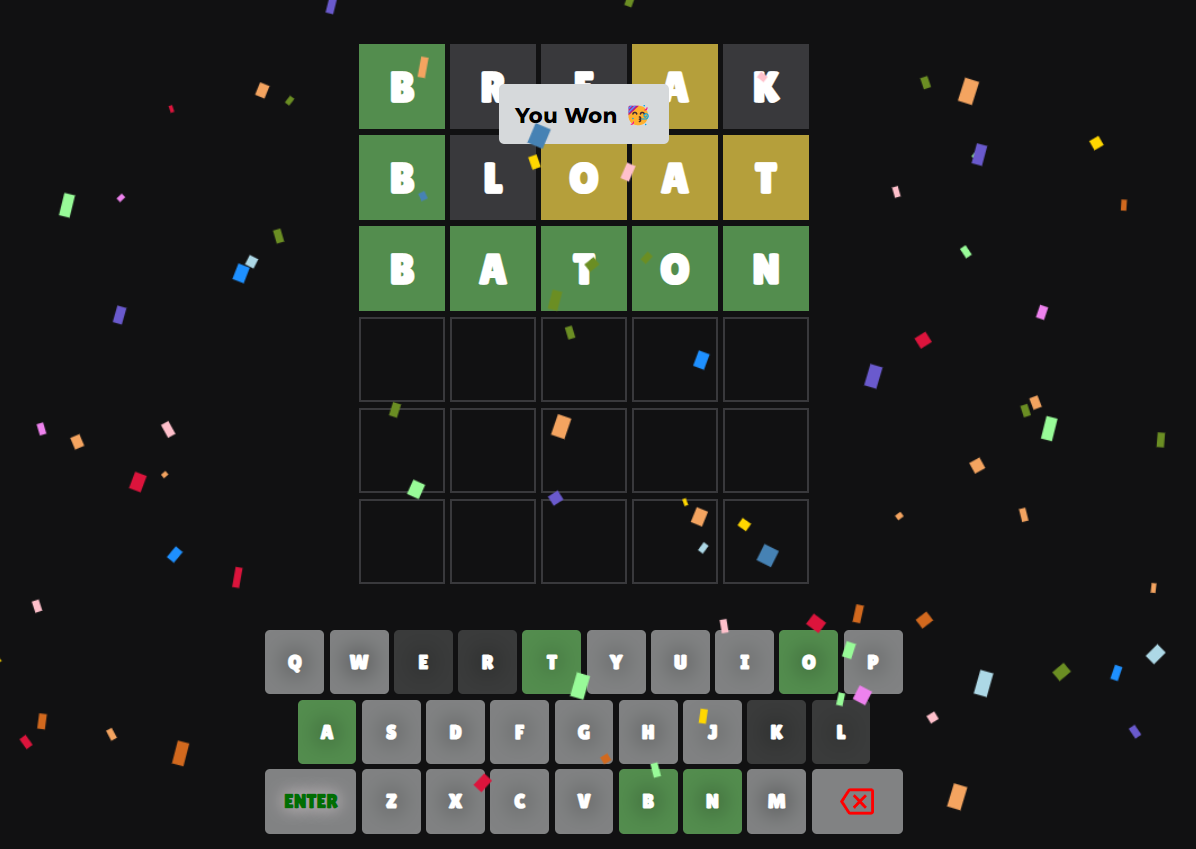 B R E A K
You Won 🥳
B L O A T
B A T O N
Q W E R T Y U I O P
A S D F G H J K L
ENTER Z X C V B N M